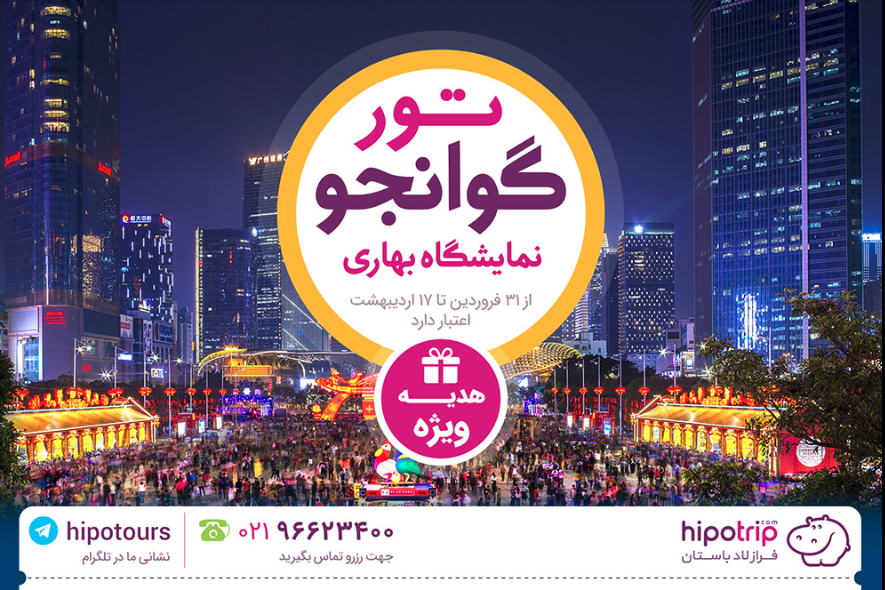 تور
گوانجو
نمایشگاه بهاری
از ۳۱ فروردین تا ۱۷ اردیبهشت
اعتبار دارد
هدیه
ویژه
hipotours
نشانی ما در تلگرام
۰۲۱ ۹۶۶۲۳۴۰۰
جهت رزرو تماس بگیرید
hipotrip.com
فرازلاد باستان